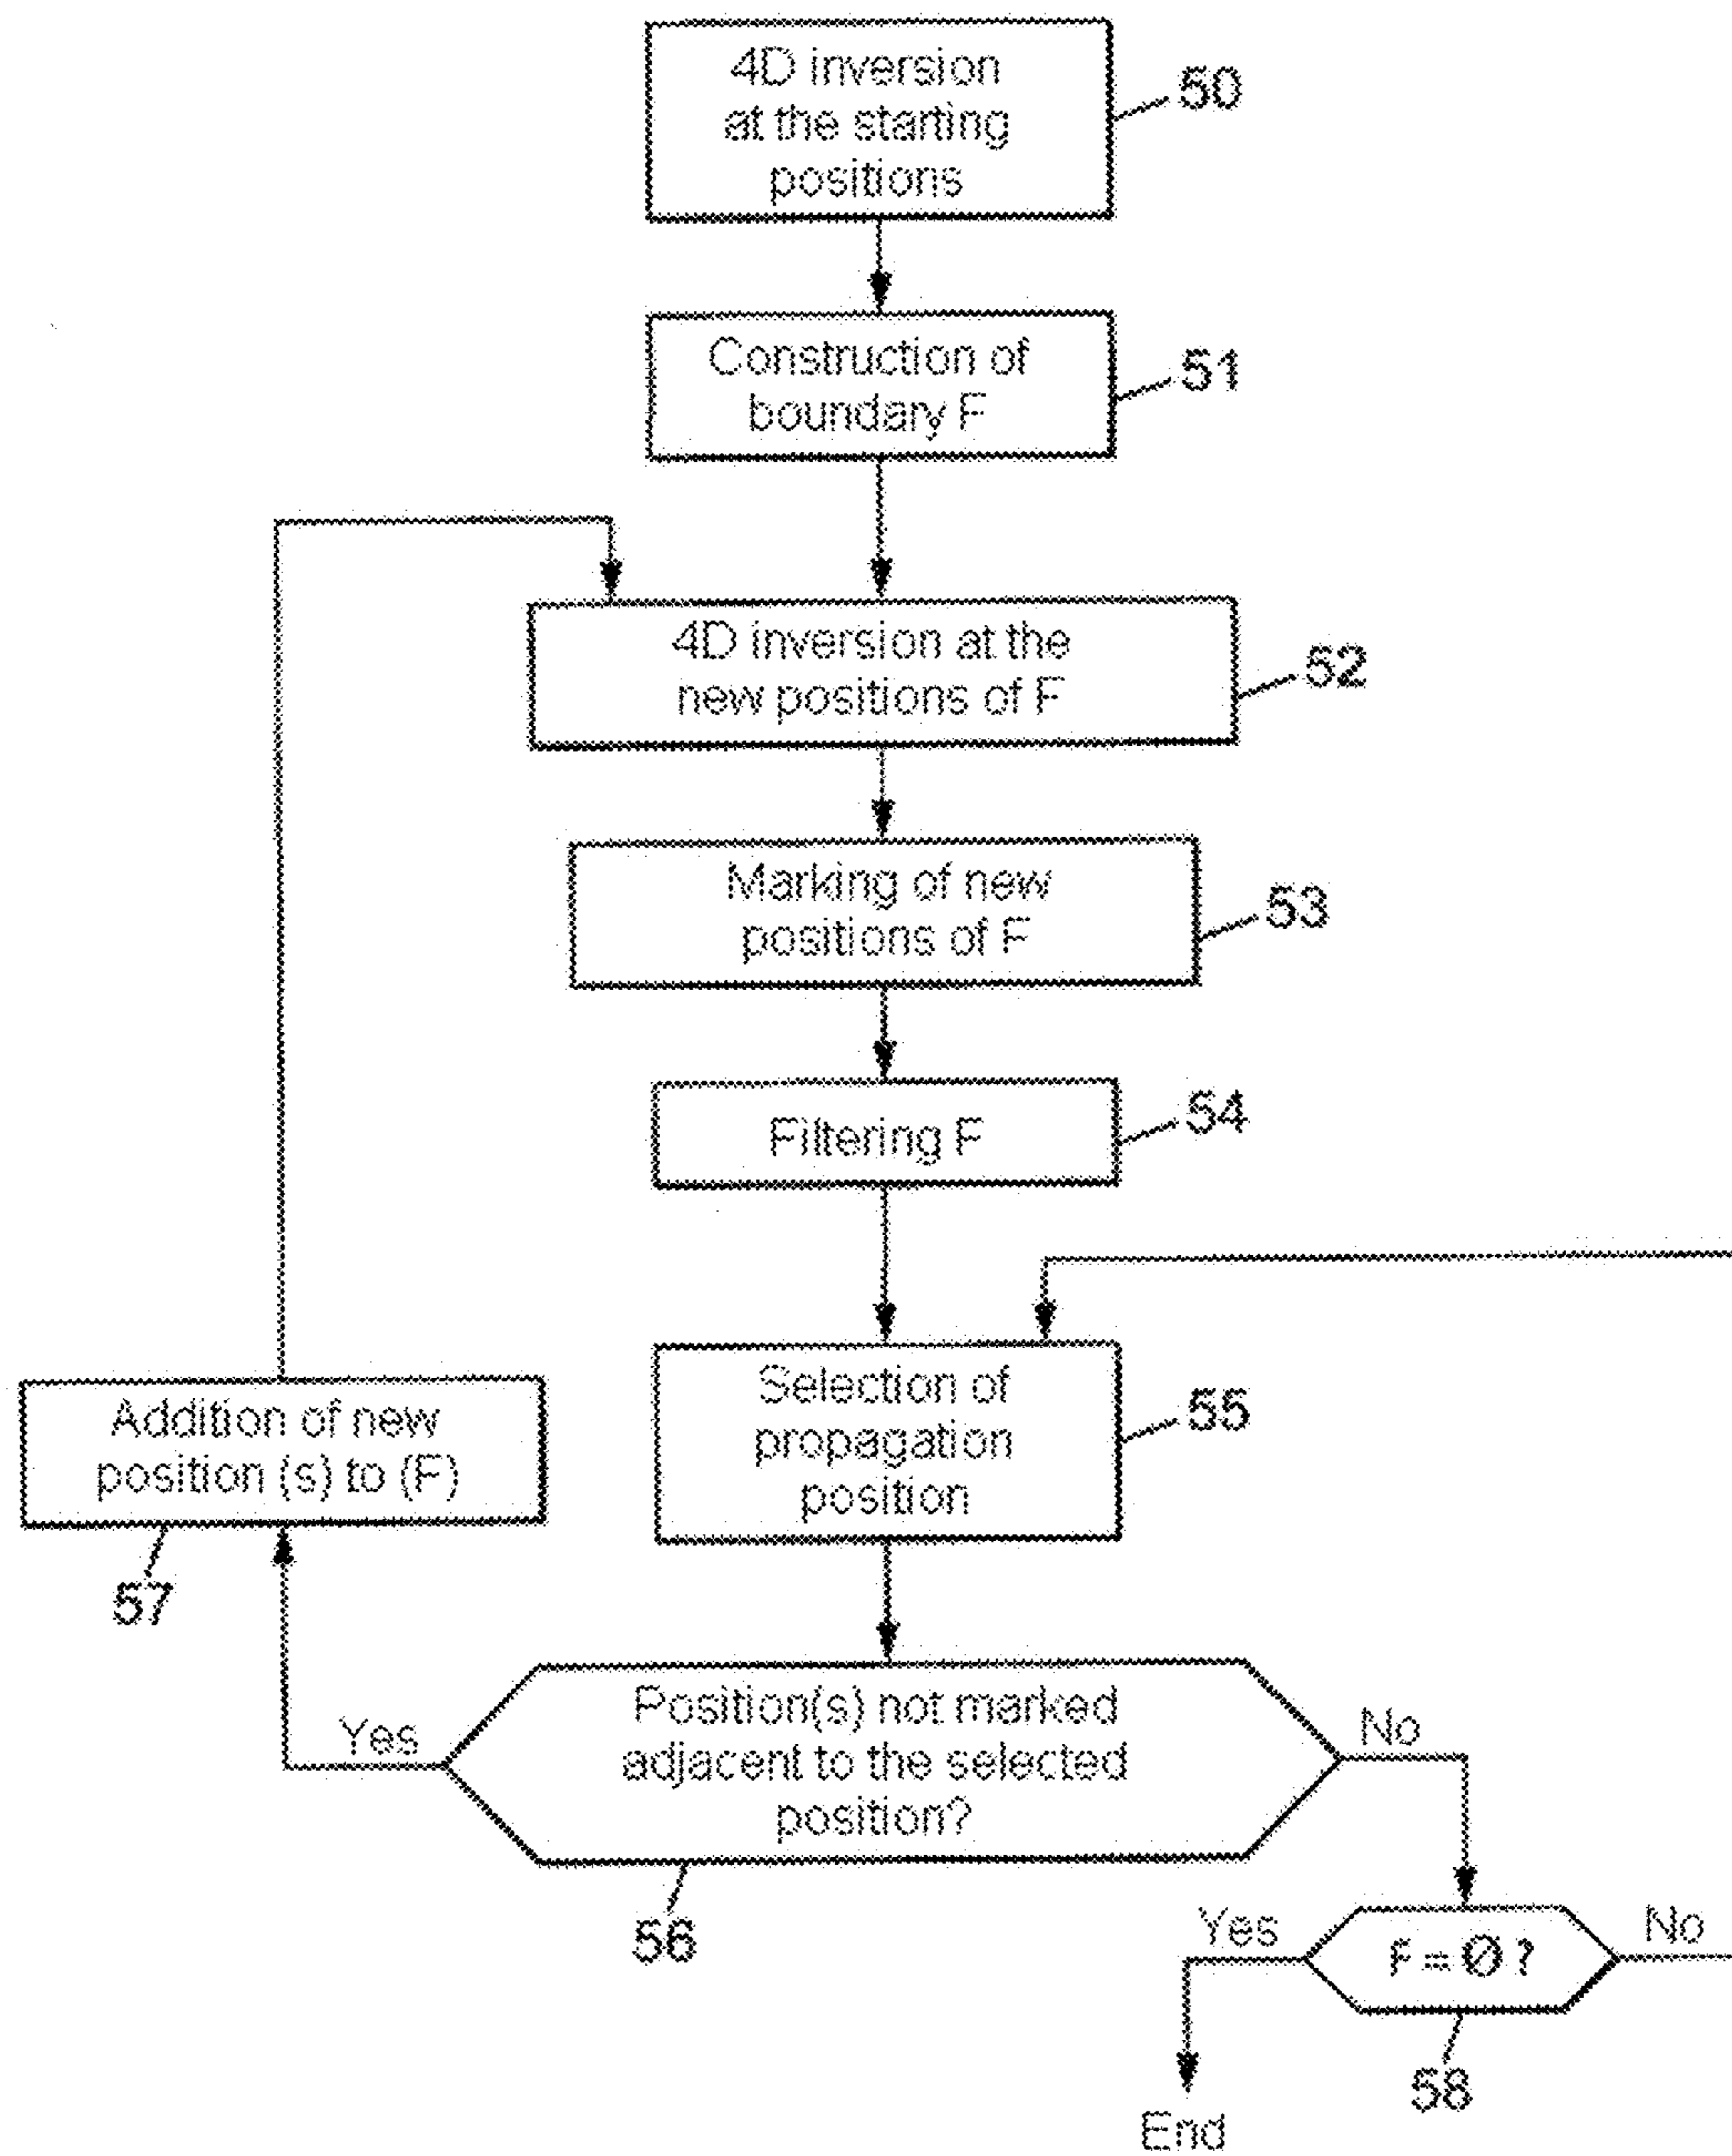 4D inversion
at the starting
positions
50
Construction of
boundary F
51
4D inversion at the
new positions of F
52
Marking of new
positions of F
53
Filtering F
54
Selection of
propagation
position
55
Addition of new
position (s) to (F)
57
Yes
Position(s) not marked
adjacent to the selected
position?
No
56
Yes
F = Ø ?
No
58
End